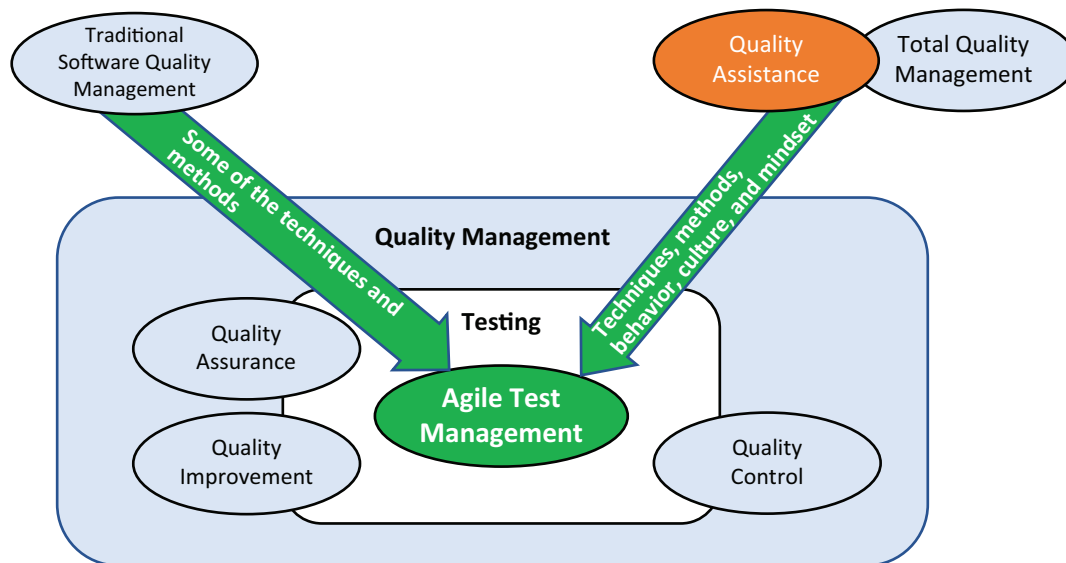 Traditional
Software Quality
Management
Quality
Assistance
Total Quality
Management
Some of the techniques and
methods
Techniques, methods,
behavior, culture, and mindset
Quality Management
Testing
Quality
Assurance
Agile Test
Management
Quality
Improvement
Quality
Control